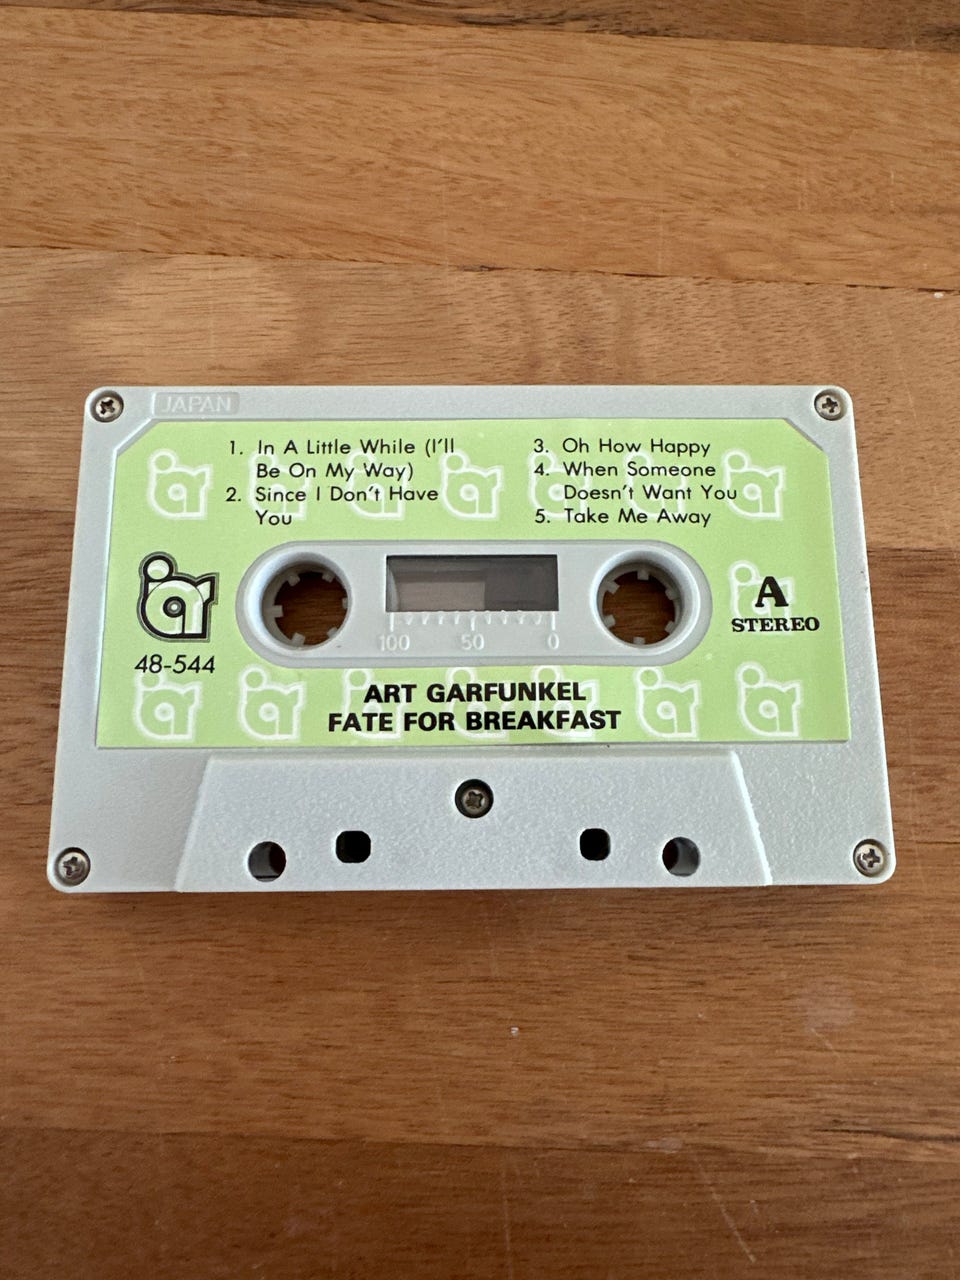 JAPAN
1. In A Little While (I'll
Be On My Way)
2. Since I Don't Have
You
3. Oh How Happy
4. When Someone
Doesn't Want You
5. Take Me Away
48-544
100 50 0
A
STEREO
ART GARFUNKEL
FATE FOR BREAKFAST